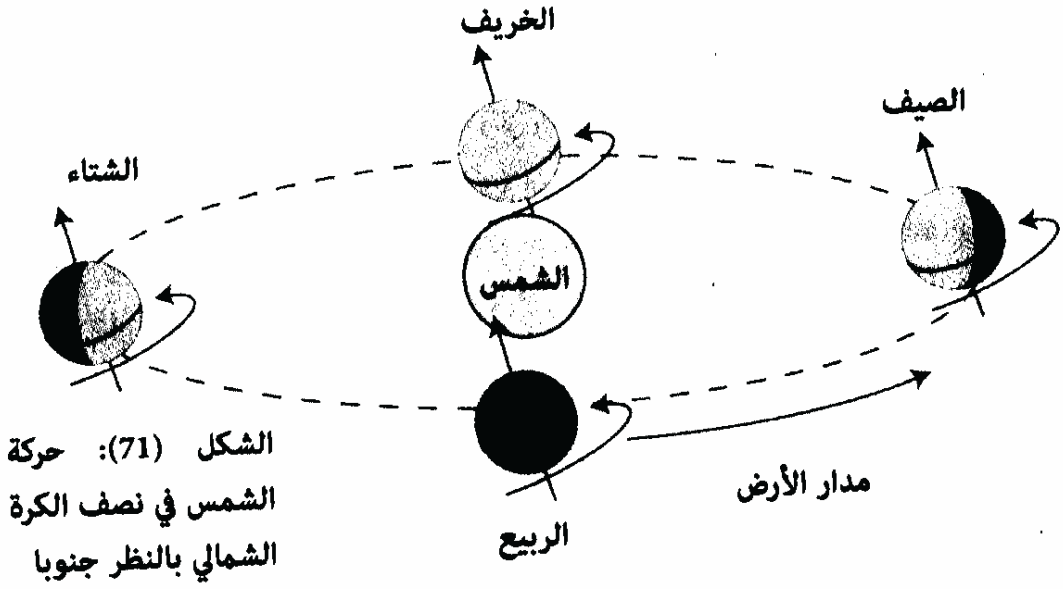 الخريف
الصيف
الشتاء
الشمس
الشكل (71): حركة
الشمس في نصف الكرة
الشمالي بالنظر جنوبا
مدار الأرض
الربيع